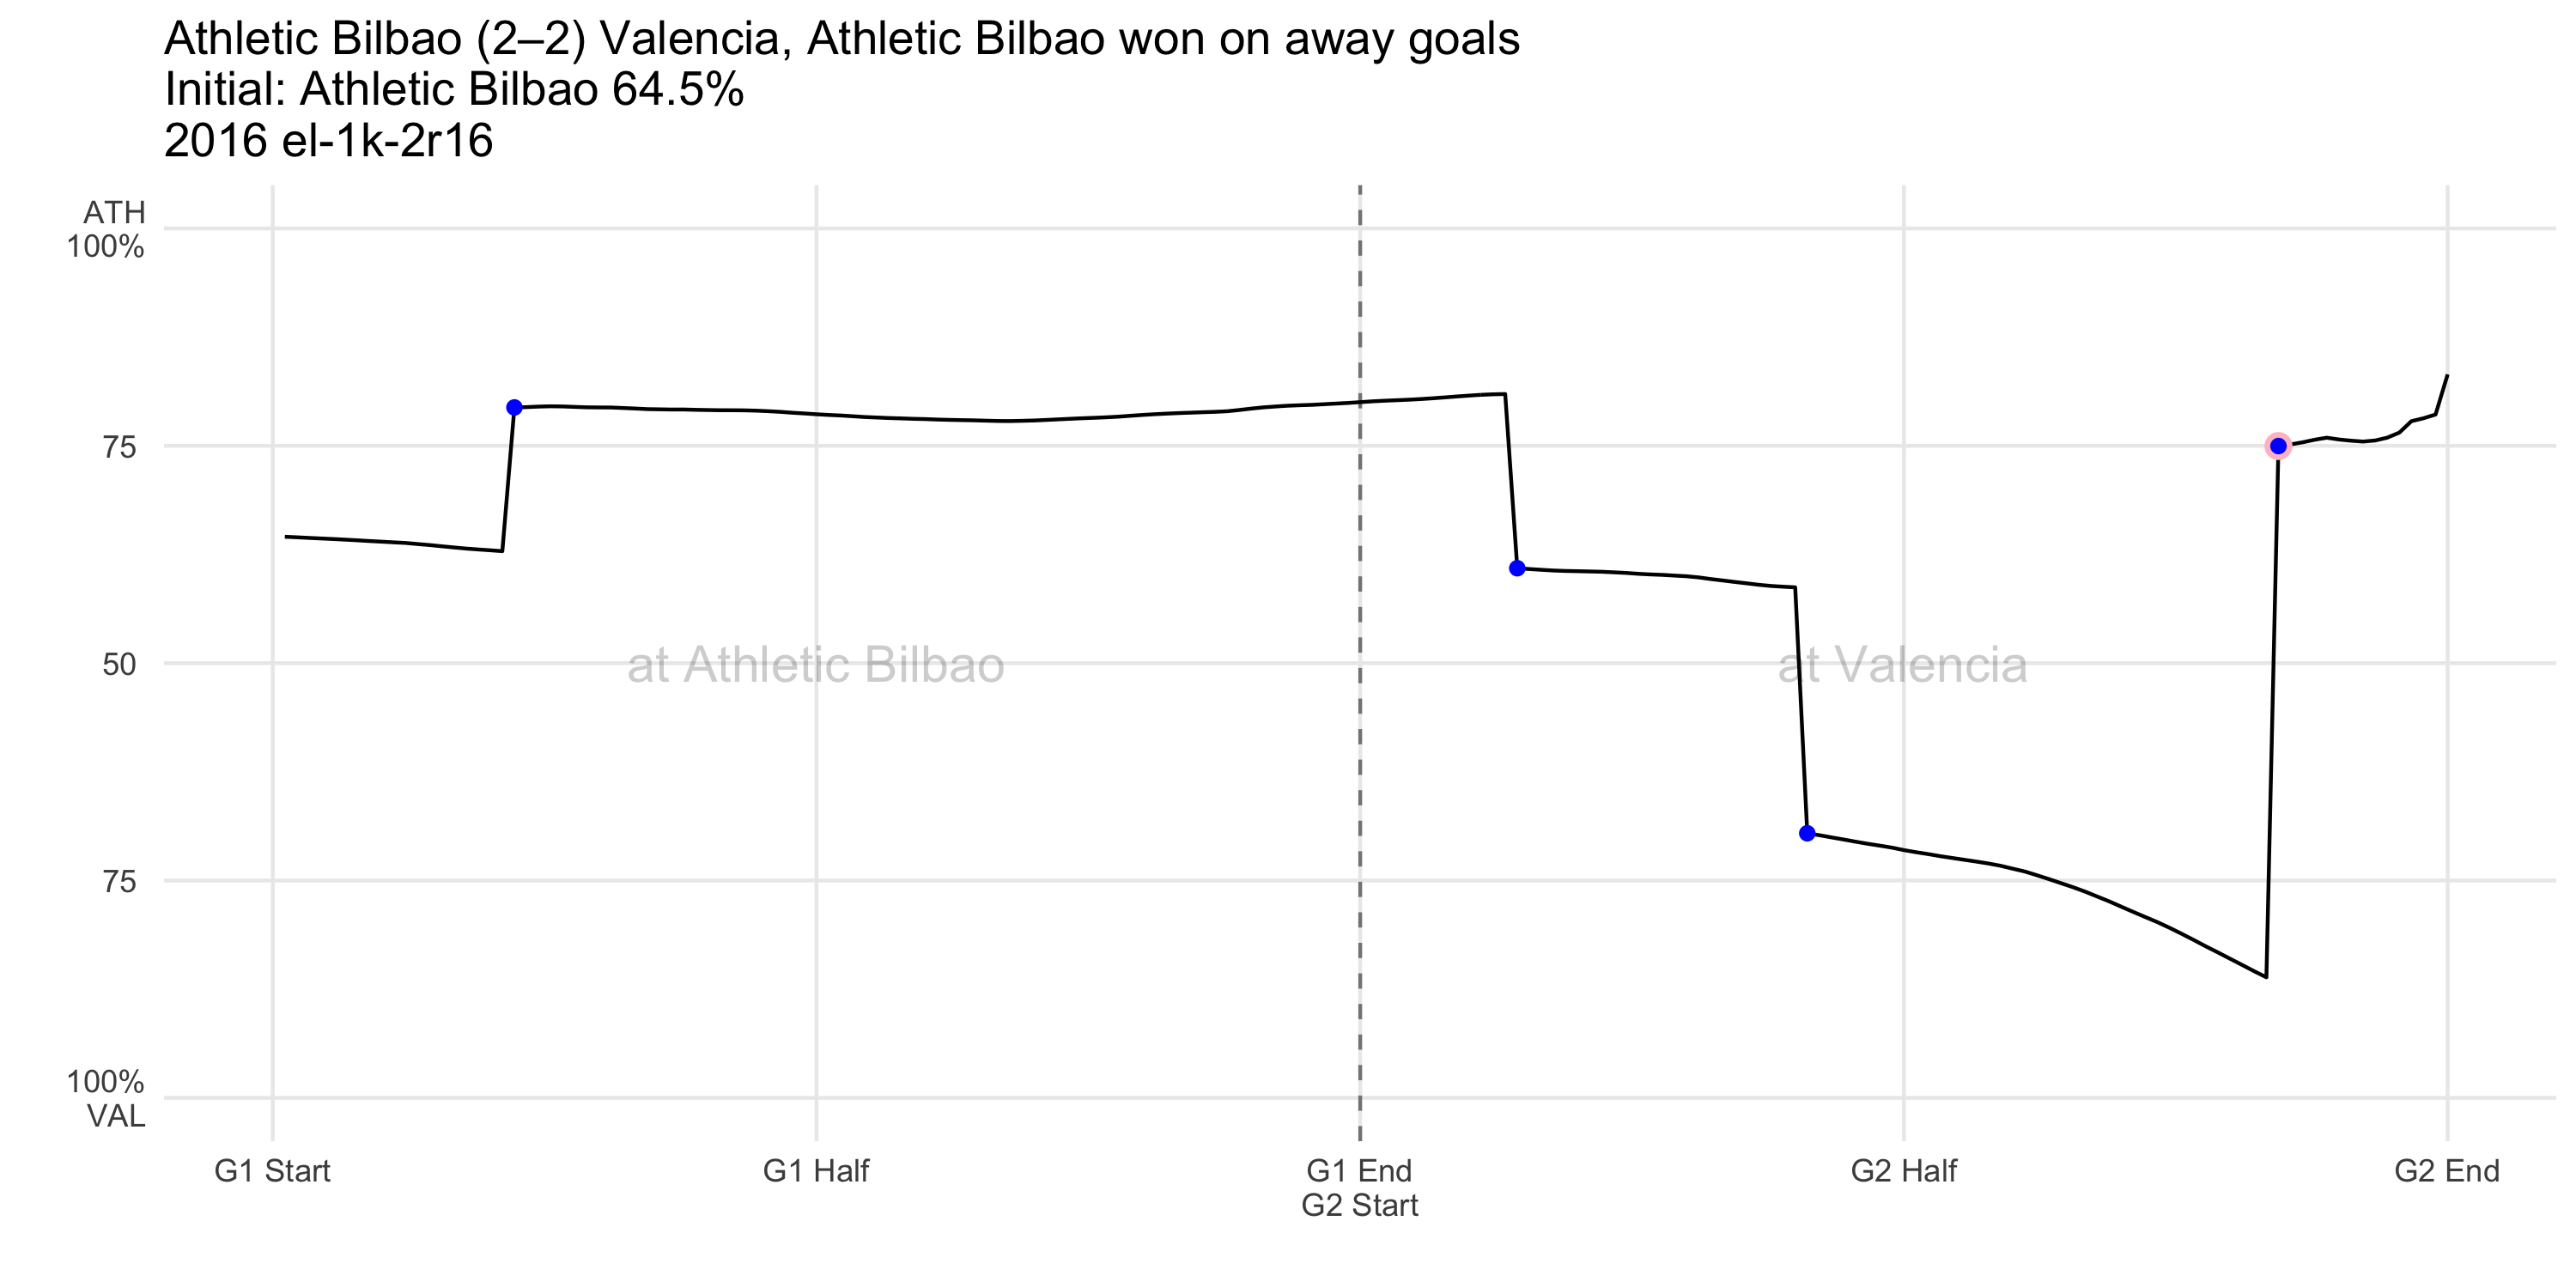 Athletic Bilbao (2–2) Valencia, Athletic Bilbao won on away goals
Initial: Athletic Bilbao 64.5%
2016 el-1k-2r16
ATH
100%
75
50
75
100%
VAL
at Athletic Bilbao
at Valencia
G1 Start
G1 Half
G1 End
G2 Start
G2 Half
G2 End